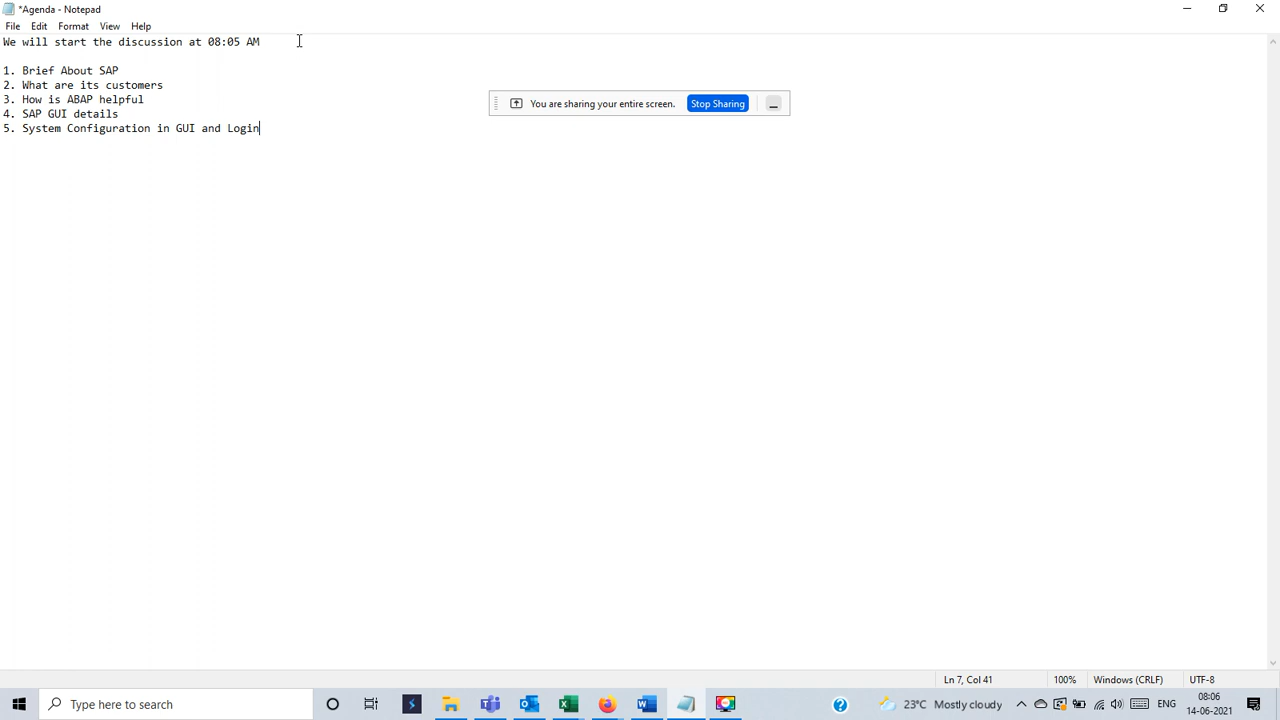 *Agenda - Notepad
File Edit Format View Help
We will start the discussion at 08:05 AM
1. Brief About SAP
2. What are its customers
3. How is ABAP helpful
4. SAP GUI details
5. System Configuration in GUI and Login
You are sharing your entire screen. Stop Sharing
Ln 7, Col 41 100% Windows (CRLF) UTF-8
Type here to search
23°C Mostly cloudy ENG
08:06
14-06-2021